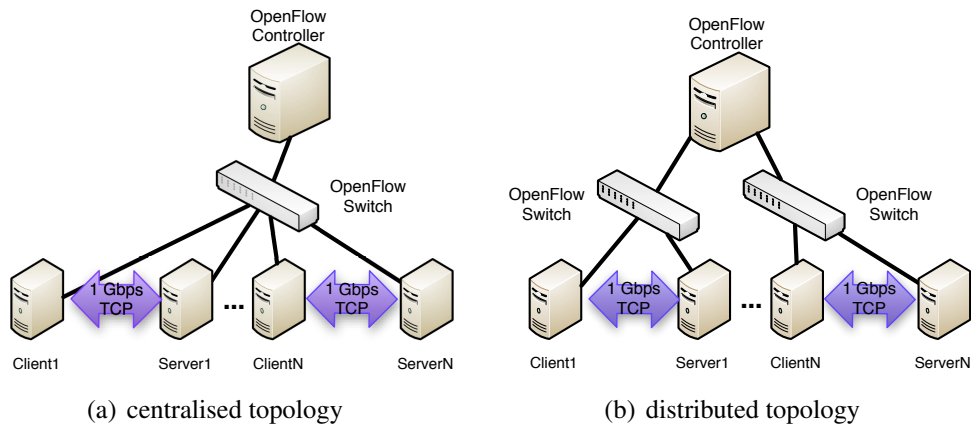 OpenFlow
Controller
OpenFlow
Switch
1 Gbps
TCP
...
1 Gbps
TCP
Client1
Server1
ClientN
ServerN
(a) centralised topology
OpenFlow
Controller
OpenFlow
Switch
OpenFlow
Switch
1 Gbps
TCP
...
1 Gbps
TCP
Client1
Server1
ClientN
ServerN
(b) distributed topology